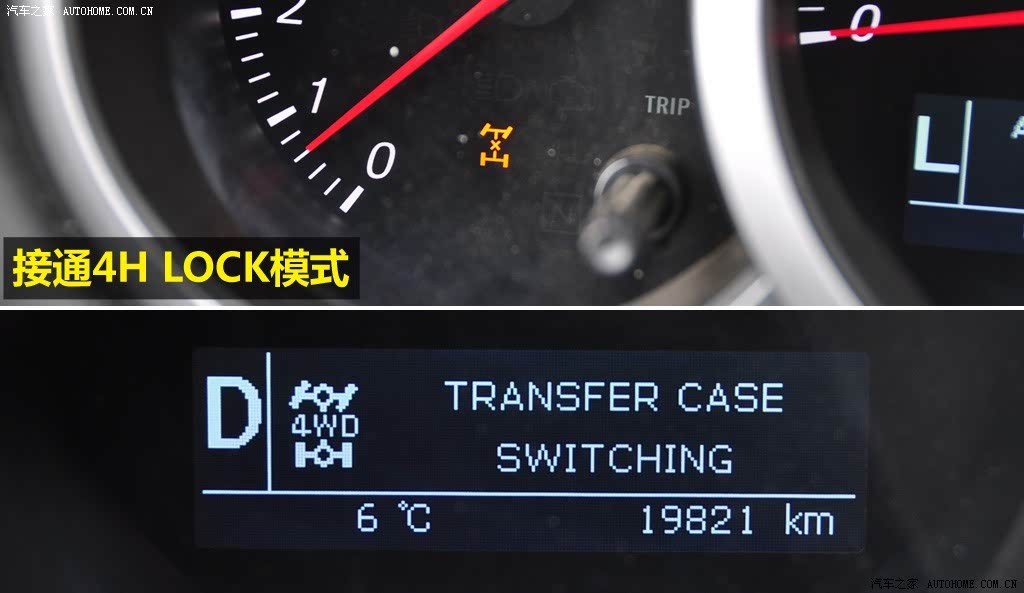 汽车之家 AUTOHOME.COM.CN
2
1
0
TRIP
0
L
接通4H LOCK模式
D
4WD
TRANSFER CASE
SWITCHING
6 ℃
19821 km
汽车之家 AUTOHOME.COM.CN